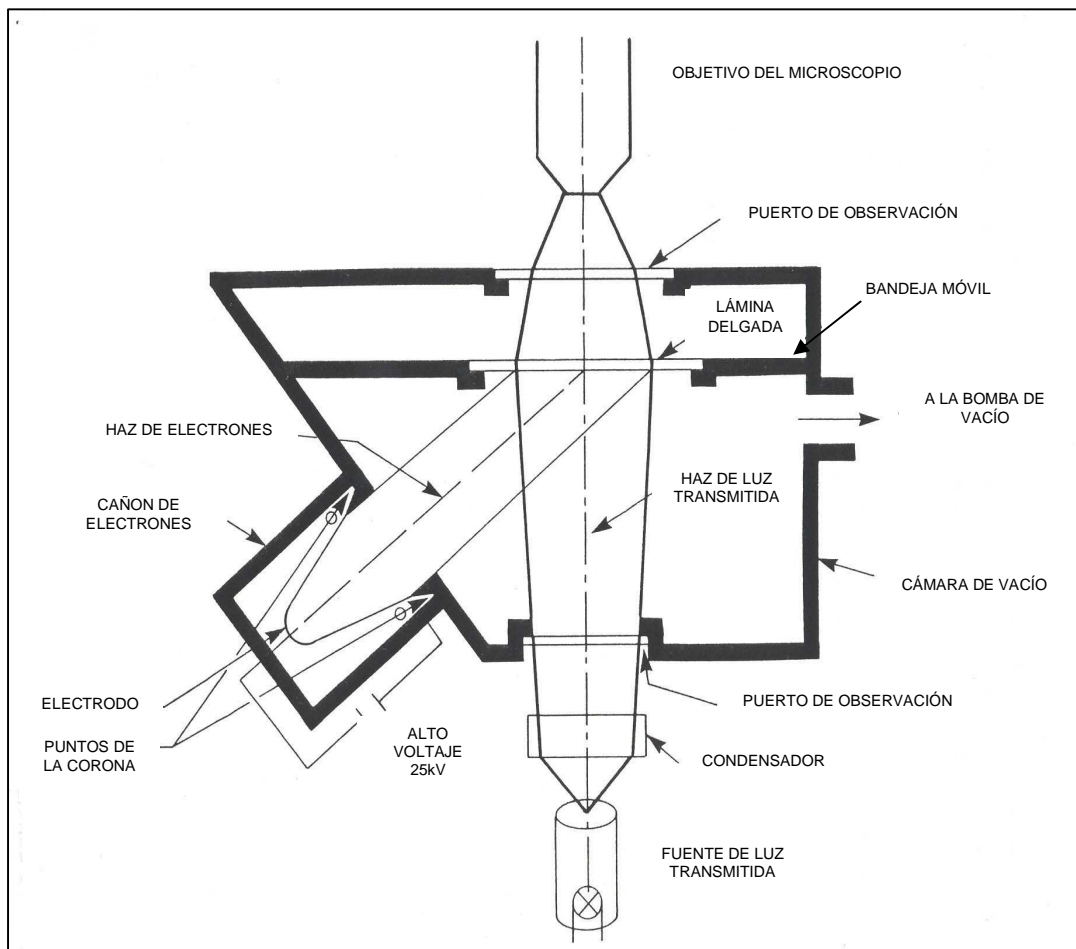 OBJETIVO DEL MICROSCOPIO
PUERTO DE OBSERVACIÓN
BANDEJA MÓVIL
LÁMINA
DELGADA
A LA BOMBA DE
VACÍO
HAZ DE ELECTRONES
HAZ DE LUZ
TRANSMITIDA
CAÑON DE
ELECTRONES
CÁMARA DE VACÍO
ELECTRODO
PUERTO DE OBSERVACIÓN
PUNTOS DE
LA CORONA
ALTO
VOLTAJE
25kV
CONDENSADOR
FUENTE DE LUZ
TRANSMITIDA